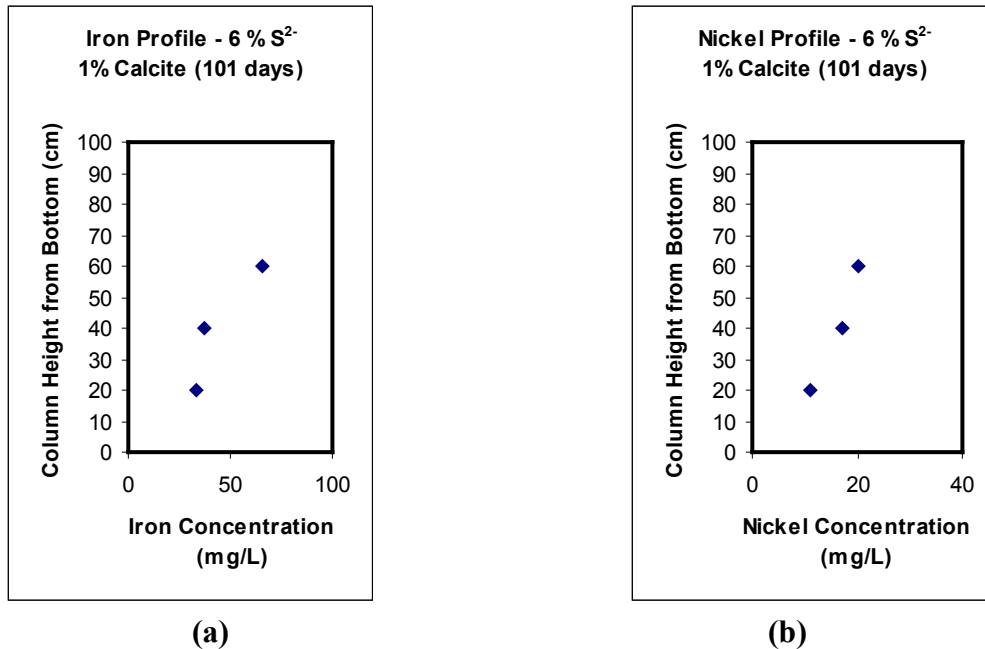 Iron Profile - 6 % S²⁻
1% Calcite (101 days)
Column Height from Bottom (cm)
100
90
80
70
60
50
40
30
20
10
0
0 50 100
Iron Concentration
(mg/L)
(a)
Nickel Profile - 6 % S²⁻
1% Calcite (101 days)
Column Height from Bottom (cm)
100
90
80
70
60
50
40
30
20
10
0
0 20 40
Nickel Concentration
(mg/L)
(b)